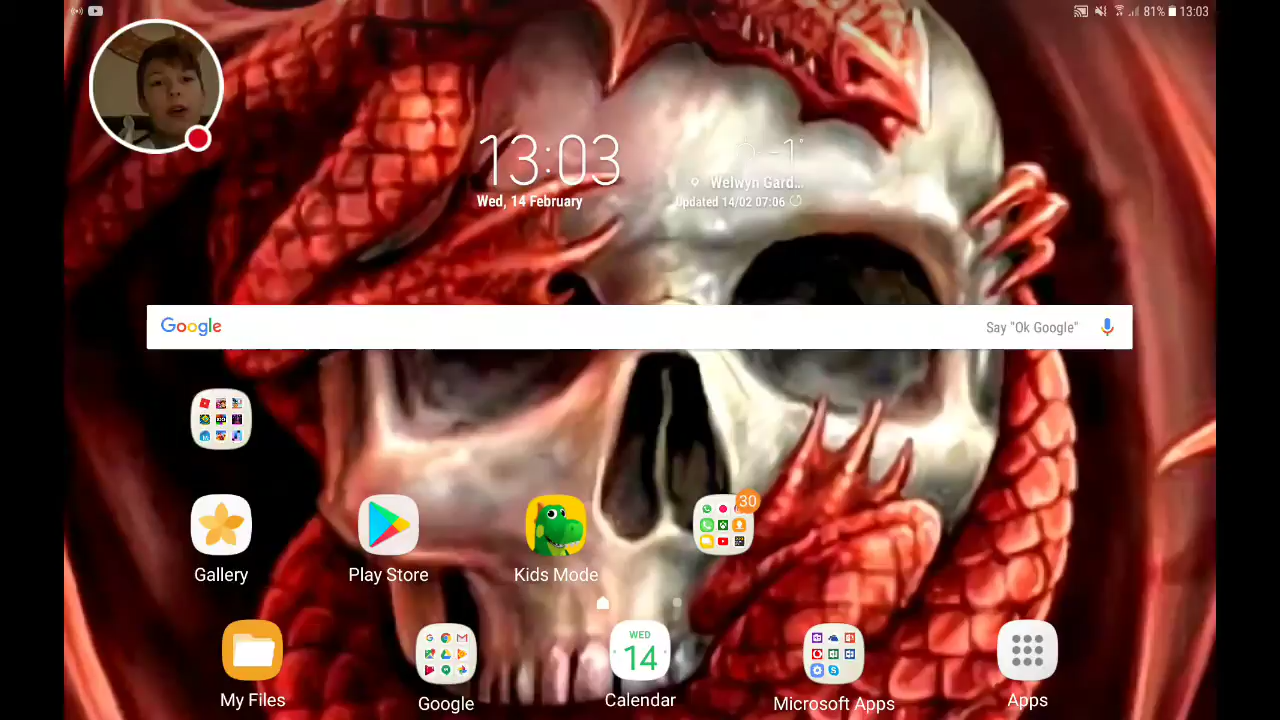 81% 13:03
13:03
-1°
Welwyn Gard...
Wed, 14 February
Updated 14/02 07:06
Google
Say "Ok Google"
30
Gallery
Play Store
Kids Mode
WED
14
My Files
Google
Calendar
Microsoft Apps
Apps